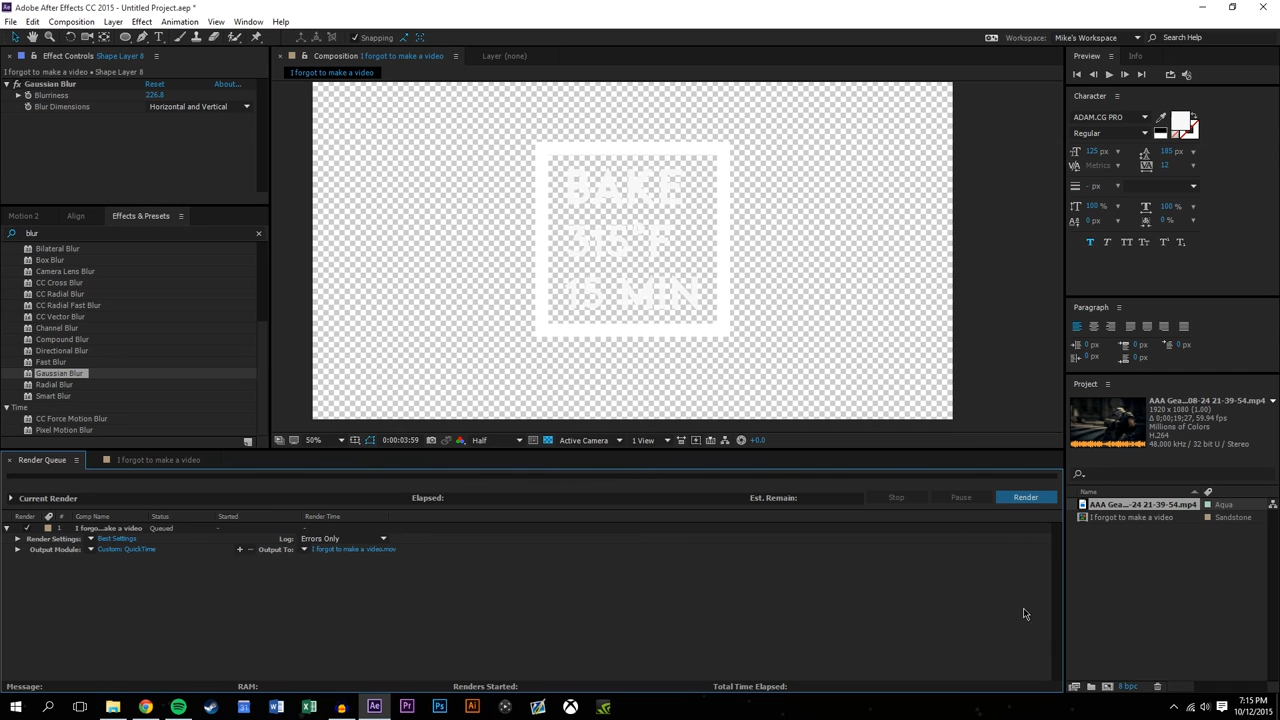 Adobe After Effects CC 2015 - Untitled Project.aep *
File Edit Composition Layer Effect Animation View Window Help
Snapping
Workspace: Mike's Workspace
Search Help
Effect Controls Shape Layer 8
Composition I forgot to make a video
Layer (none)
Preview Info
I forgot to make a video • Shape Layer 8
I forgot to make a video
Gaussian Blur Reset About...
Blurriness 226.8
Blur Dimensions Horizontal and Vertical
Character
ADAM.CG PRO
Regular
125 px 185 px
Metrics 12
- px
100 % 100 %
0 px 0 %
BAKE
315°F
15 MIN
Motion 2 Align Effects & Presets
blur
Bilateral Blur
Box Blur
Camera Lens Blur
CC Cross Blur
CC Radial Blur
CC Radial Fast Blur
CC Vector Blur
Channel Blur
Compound Blur
Directional Blur
Fast Blur
Gaussian Blur
Radial Blur
Smart Blur
Time
CC Force Motion Blur
Pixel Motion Blur
Paragraph
0 px 0 px 0 px
0 px 0 px
Project
AAA Gea...08-24 21-39-54.mp4
1920 x 1080 (1.00)
Δ 0;00;19;27, 59.94 fps
Millions of Colors
H.264
48.000 kHz / 32 bit U / Stereo
50% 0:00:03:59 Half Active Camera 1 View +0.0
Render Queue I forgot to make a video
Current Render Elapsed: Est. Remain: Stop Pause Render
Render # Comp Name Status Started Render Time
1 I forgo...ake a video Queued - -
Render Settings: Best Settings Log: Errors Only
Output Module: Custom: QuickTime Output To: I forgot to make a video.mov
Name
AAA Gea...-24 21-39-54.mp4 Aqua
I forgot to make a video Sandstone
Message: RAM: Renders Started: Total Time Elapsed:
8 bpc
7:15 PM
10/12/2015